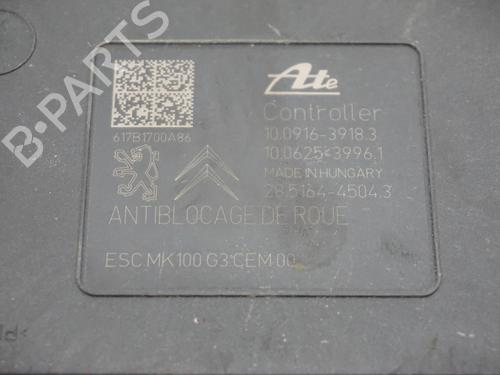 B-PARTS
Ate
617B1700A86
Controller
10.0916-3918.3
10.0625-3996.1
MADE IN HUNGARY
28.5164-4504.3
ANTIBLOCAGE DE ROUE
ESC MK100 G3 CEM 00